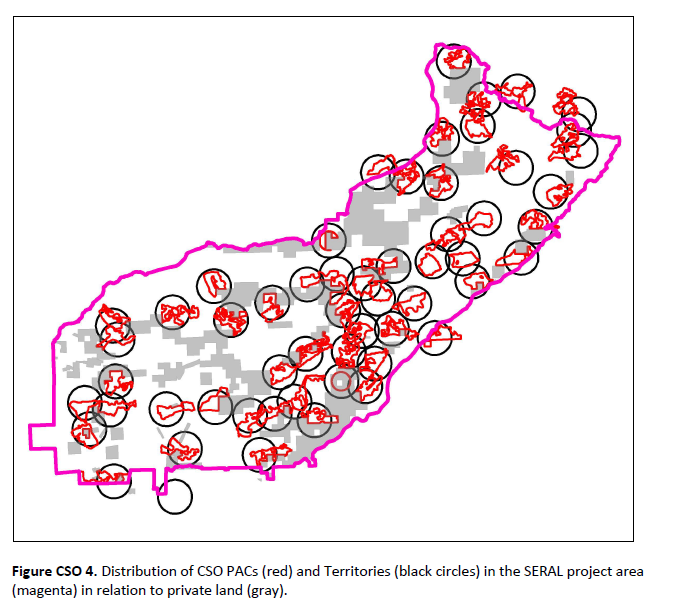 Figure CSO 4. Distribution of CSO PACs (red) and Territories (black circles) in the SERAL project area
(magenta) in relation to private land (gray).